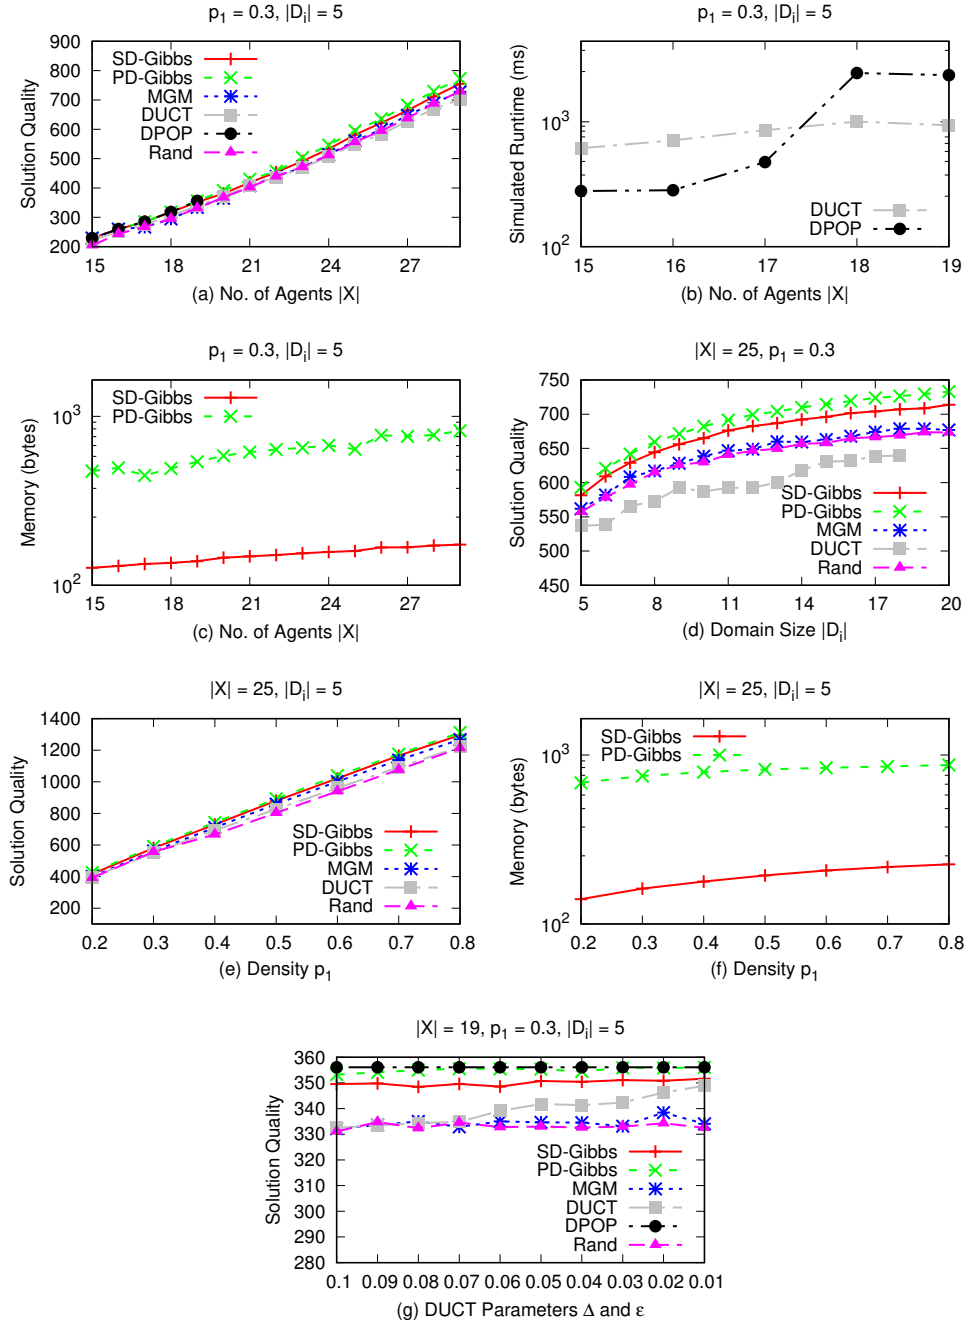 p1 = 0.3, |Di| = 5
Solution Quality
900
800
700
600
500
400
300
200
SD-Gibbs
PD-Gibbs
MGM
DUCT
DPOP
Rand
15 18 21 24 27
(a) No. of Agents |X|
p1 = 0.3, |Di| = 5
Simulated Runtime (ms)
10^3
10^2
DUCT
DPOP
15 16 17 18 19
(b) No. of Agents |X|
p1 = 0.3, |Di| = 5
Memory (bytes)
10^3
10^2
SD-Gibbs
PD-Gibbs
15 18 21 24 27
(c) No. of Agents |X|
|X| = 25, p1 = 0.3
Solution Quality
750
700
650
600
550
500
450
SD-Gibbs
PD-Gibbs
MGM
DUCT
Rand
5 8 11 14 17 20
(d) Domain Size |Di|
|X| = 25, |Di| = 5
Solution Quality
1400
1200
1000
800
600
400
200
SD-Gibbs
PD-Gibbs
MGM
DUCT
Rand
0.2 0.3 0.4 0.5 0.6 0.7 0.8
(e) Density p1
|X| = 25, |Di| = 5
Memory (bytes)
10^3
10^2
SD-Gibbs
PD-Gibbs
0.2 0.3 0.4 0.5 0.6 0.7 0.8
(f) Density p1
|X| = 19, p1 = 0.3, |Di| = 5
Solution Quality
360
350
340
330
320
310
300
290
280
SD-Gibbs
PD-Gibbs
MGM
DUCT
DPOP
Rand
0.1 0.09 0.08 0.07 0.06 0.05 0.04 0.03 0.02 0.01
(g) DUCT Parameters Δ and ε